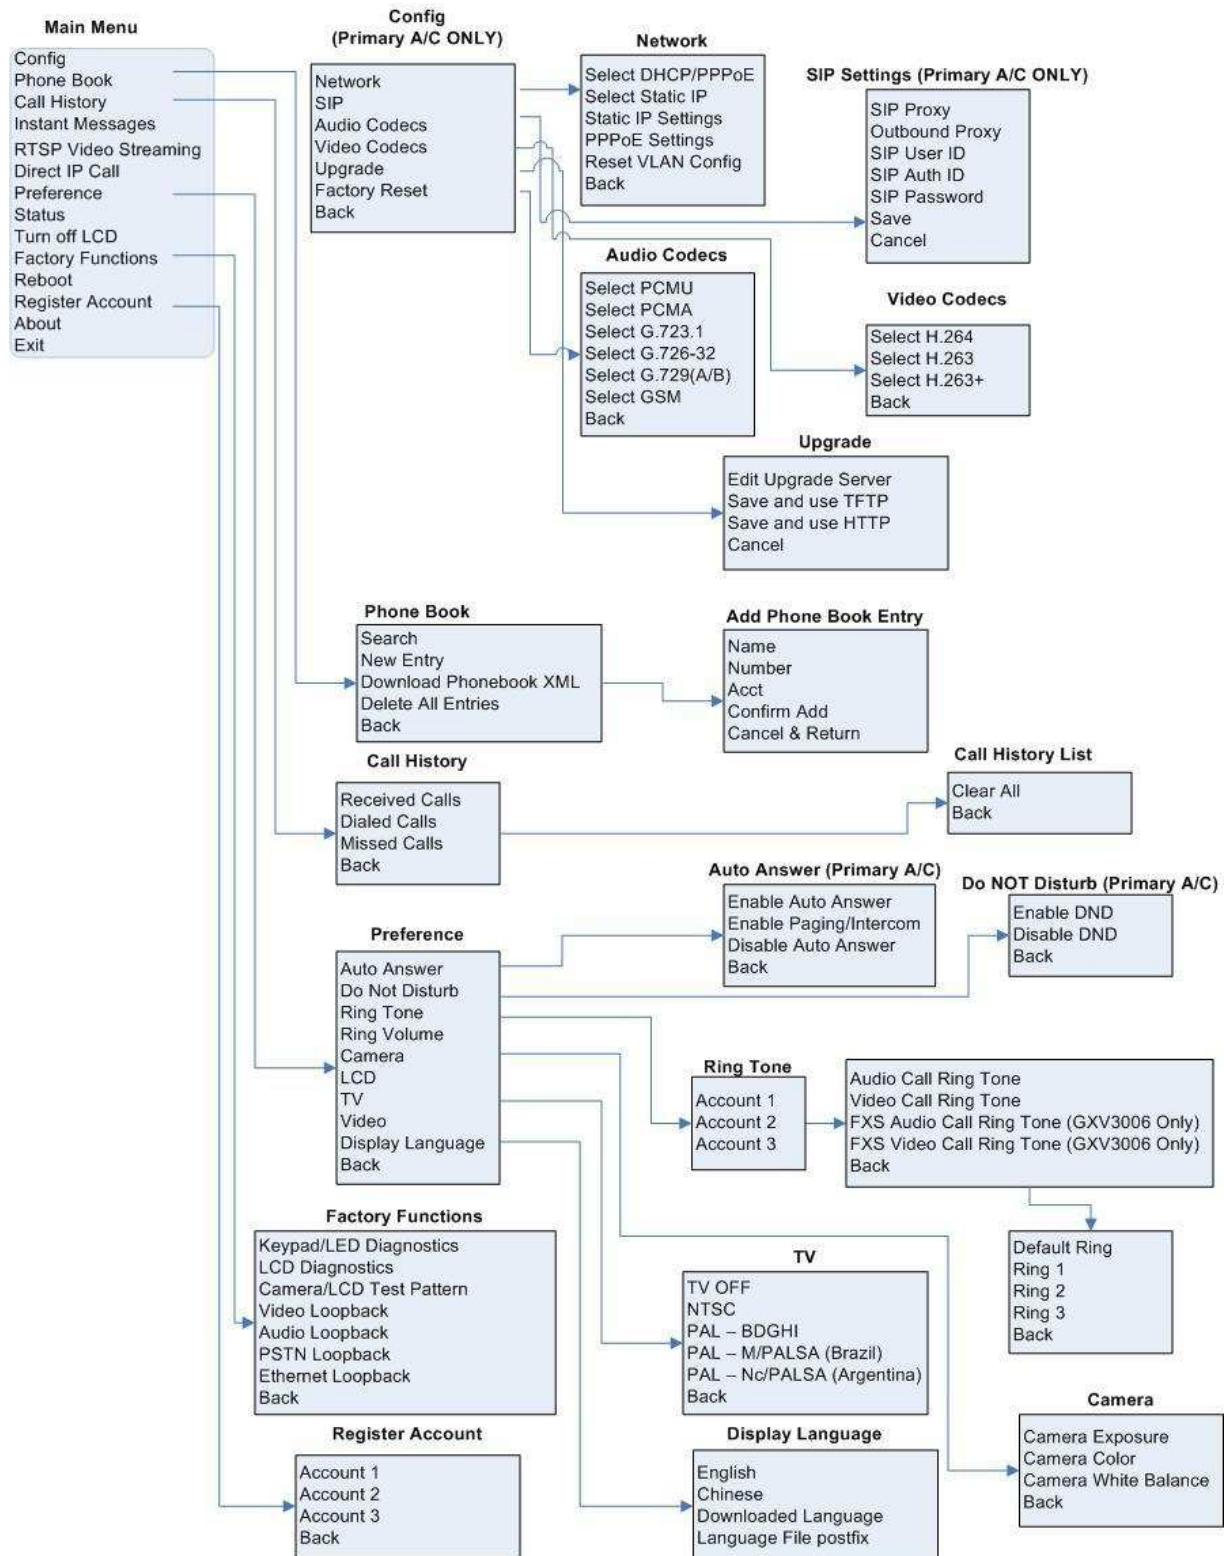 Main Menu
Config
Phone Book
Call History
Instant Messages
RTSP Video Streaming
Direct IP Call
Preference
Status
Turn off LCD
Factory Functions
Reboot
Register Account
About
Exit
Config
(Primary A/C ONLY)
Network
SIP
Audio Codecs
Video Codecs
Upgrade
Factory Reset
Back
Network
Select DHCP/PPPoE
Select Static IP
Static IP Settings
PPPoE Settings
Reset VLAN Config
Back
SIP Settings (Primary A/C ONLY)
SIP Proxy
Outbound Proxy
SIP User ID
SIP Auth ID
SIP Password
Save
Cancel
Audio Codecs
Select PCMU
Select PCMA
Select G.723.1
Select G.726-32
Select G.729(A/B)
Select GSM
Back
Video Codecs
Select H.264
Select H.263
Select H.263+
Back
Upgrade
Edit Upgrade Server
Save and use TFTP
Save and use HTTP
Cancel
Phone Book
Search
New Entry
Download Phonebook XML
Delete All Entries
Back
Add Phone Book Entry
Name
Number
Acct
Confirm Add
Cancel & Return
Call History
Received Calls
Dialed Calls
Missed Calls
Back
Call History List
Clear All
Back
Preference
Auto Answer
Do Not Disturb
Ring Tone
Ring Volume
Camera
LCD
TV
Video
Display Language
Back
Auto Answer (Primary A/C)
Enable Auto Answer
Enable Paging/Intercom
Disable Auto Answer
Back
Do NOT Disturb (Primary A/C)
Enable DND
Disable DND
Back
Ring Tone
Account 1
Account 2
Account 3
Audio Call Ring Tone
Video Call Ring Tone
FXS Audio Call Ring Tone (GXV3006 Only)
FXS Video Call Ring Tone (GXV3006 Only)
Back
Default Ring
Ring 1
Ring 2
Ring 3
Back
Factory Functions
Keypad/LED Diagnostics
LCD Diagnostics
Camera/LCD Test Pattern
Video Loopback
Audio Loopback
PSTN Loopback
Ethernet Loopback
Back
TV
TV OFF
NTSC
PAL – BDGHI
PAL – M/PALSA (Brazil)
PAL – Nc/PALSA (Argentina)
Back
Camera
Camera Exposure
Camera Color
Camera White Balance
Back
Register Account
Account 1
Account 2
Account 3
Back
Display Language
English
Chinese
Downloaded Language
Language File postfix